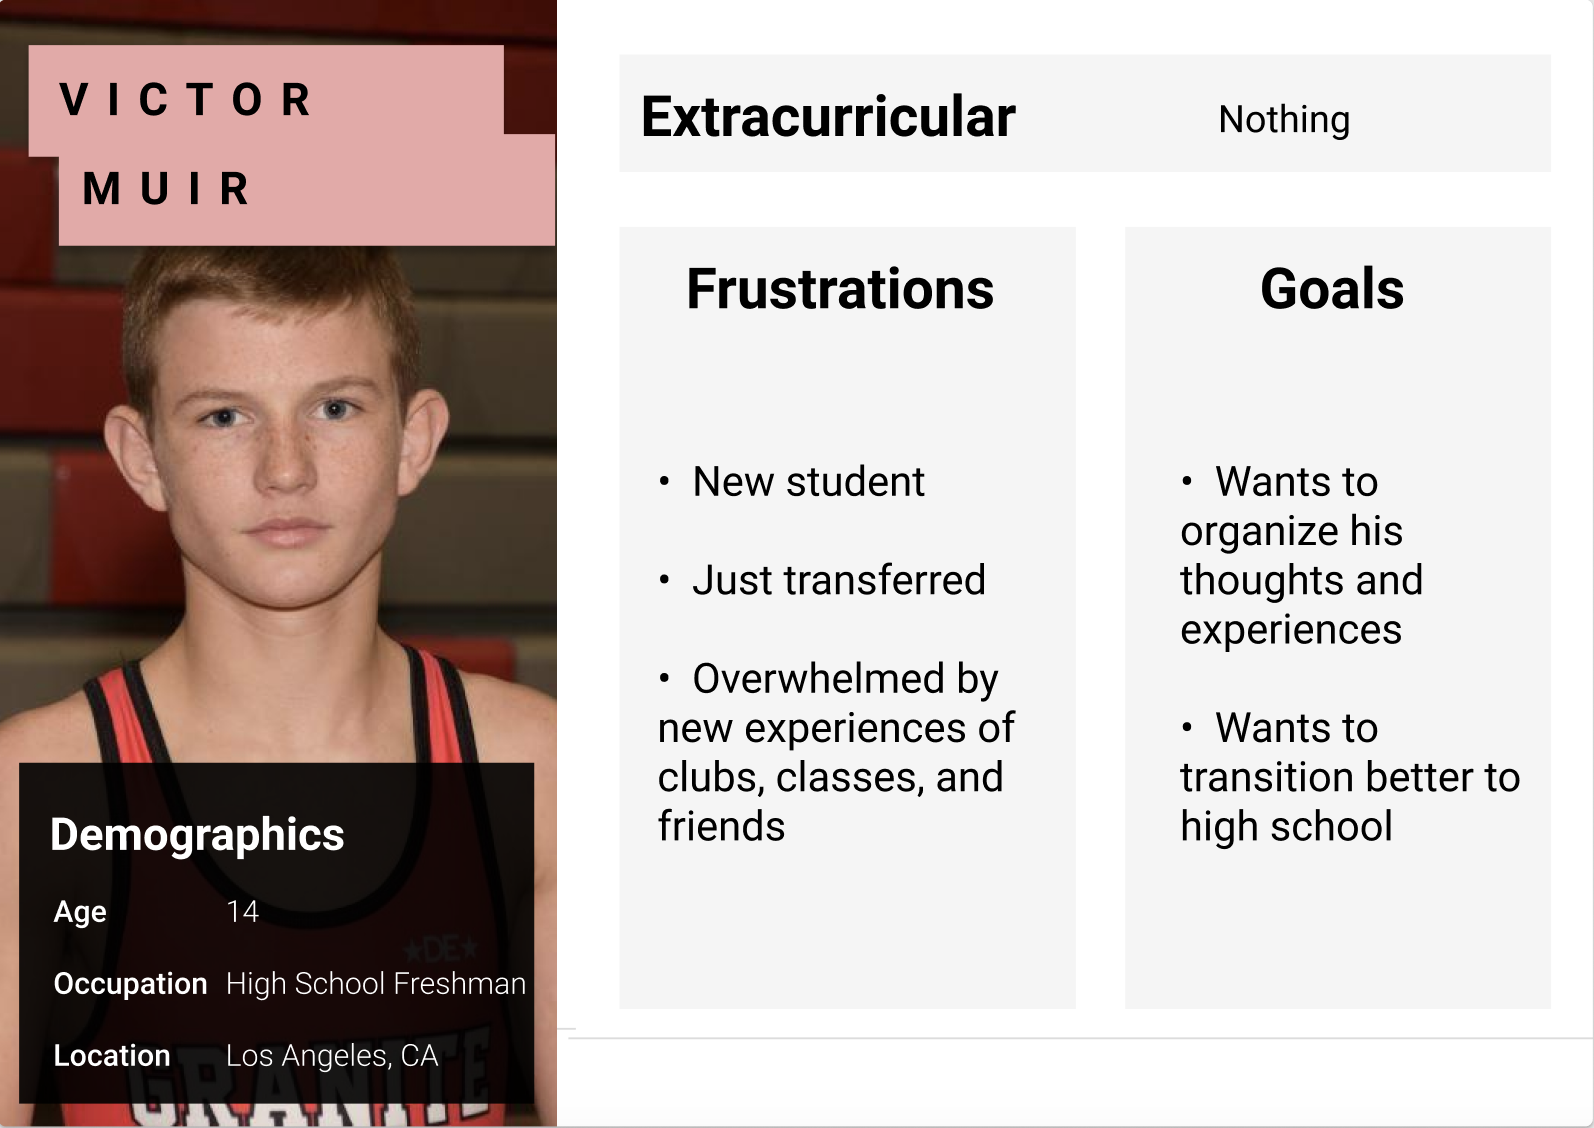 VICTOR
MUIR
Extracurricular Nothing
Frustrations
• New student
• Just transferred
• Overwhelmed by
new experiences of
clubs, classes, and
friends
Goals
• Wants to
organize his
thoughts and
experiences
• Wants to
transition better to
high school
Demographics
Age 14
Occupation High School Freshman
Location Los Angeles, CA
★DE★
GRANITE